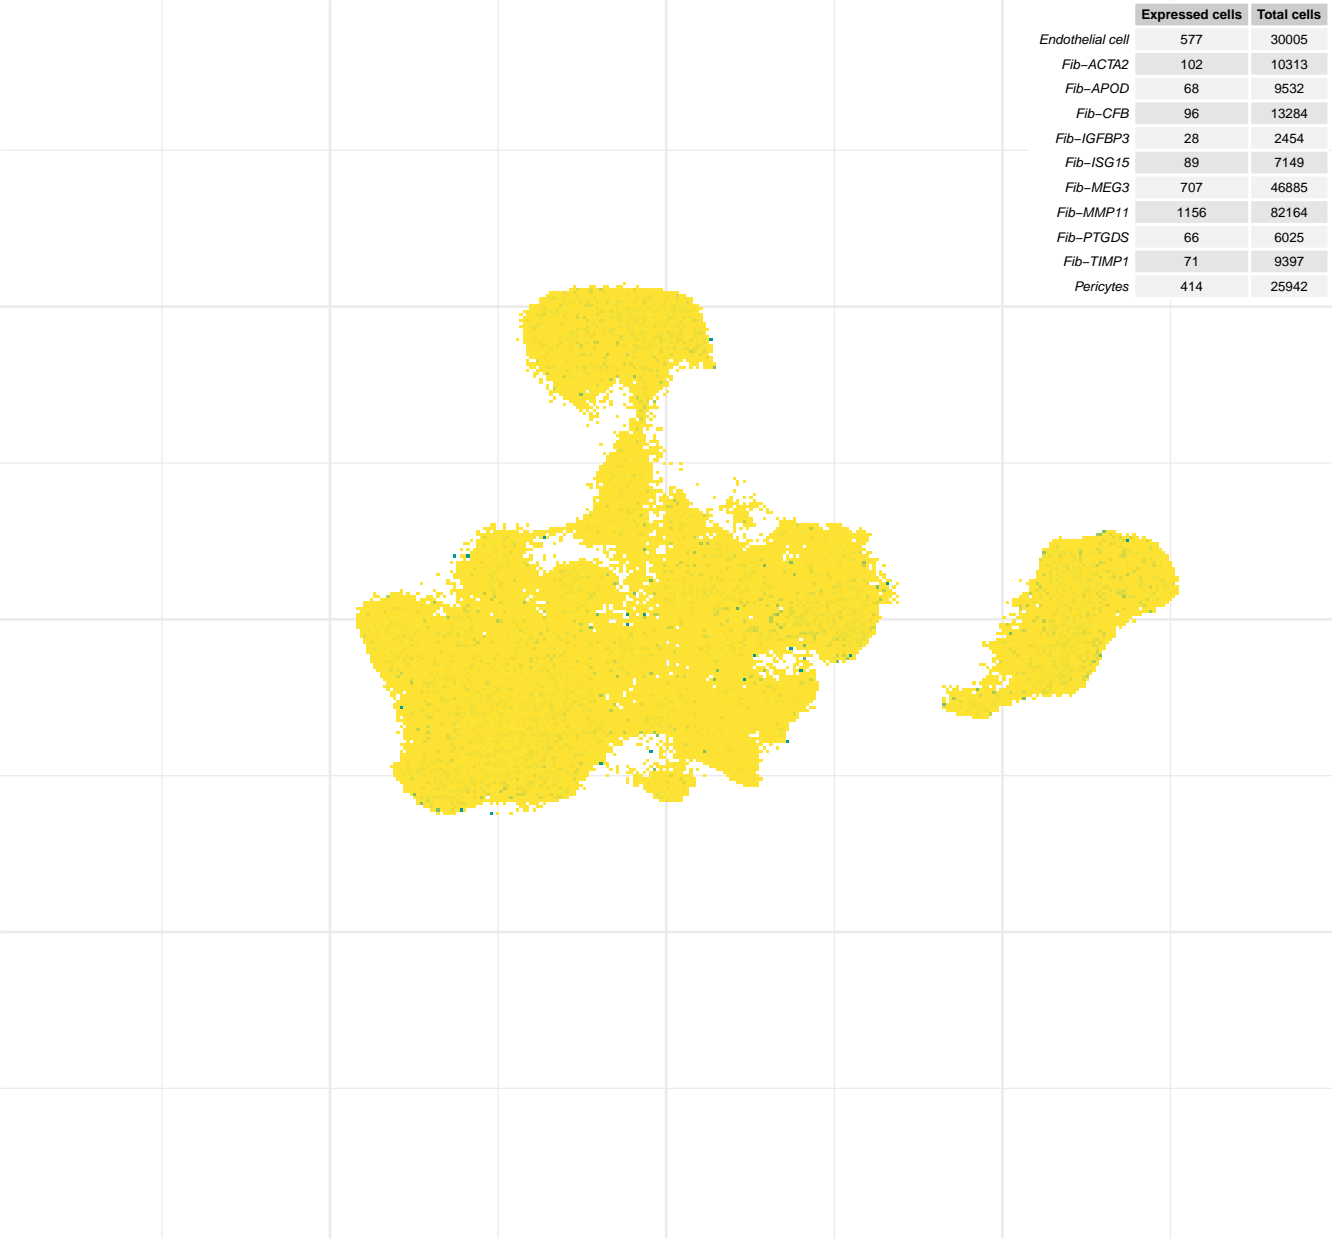 Expressed cells Total cells
Endothelial cell 577 30005
Fib−ACTA2 102 10313
Fib−APOD 68 9532
Fib−CFB 96 13284
Fib−IGFBP3 28 2454
Fib−ISG15 89 7149
Fib−MEG3 707 46885
Fib−MMP11 1156 82164
Fib−PTGDS 66 6025
Fib−TIMP1 71 9397
Pericytes 414 25942